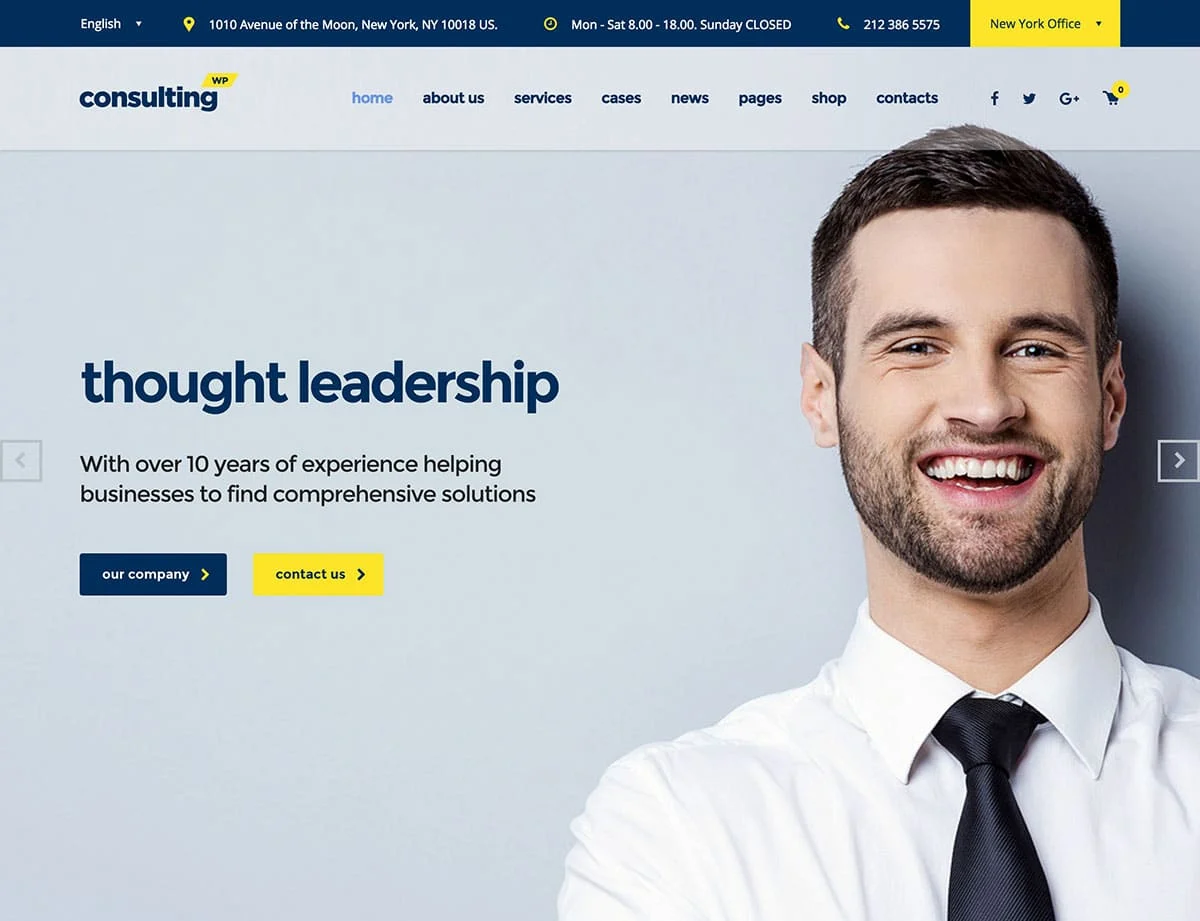 English
1010 Avenue of the Moon, New York, NY 10018 US.
Mon - Sat 8.00 - 18.00. Sunday CLOSED
212 386 5575
New York Office
consulting WP
home about us services cases news pages shop contacts
G+
0
thought leadership
With over 10 years of experience helping
businesses to find comprehensive solutions
our company
contact us